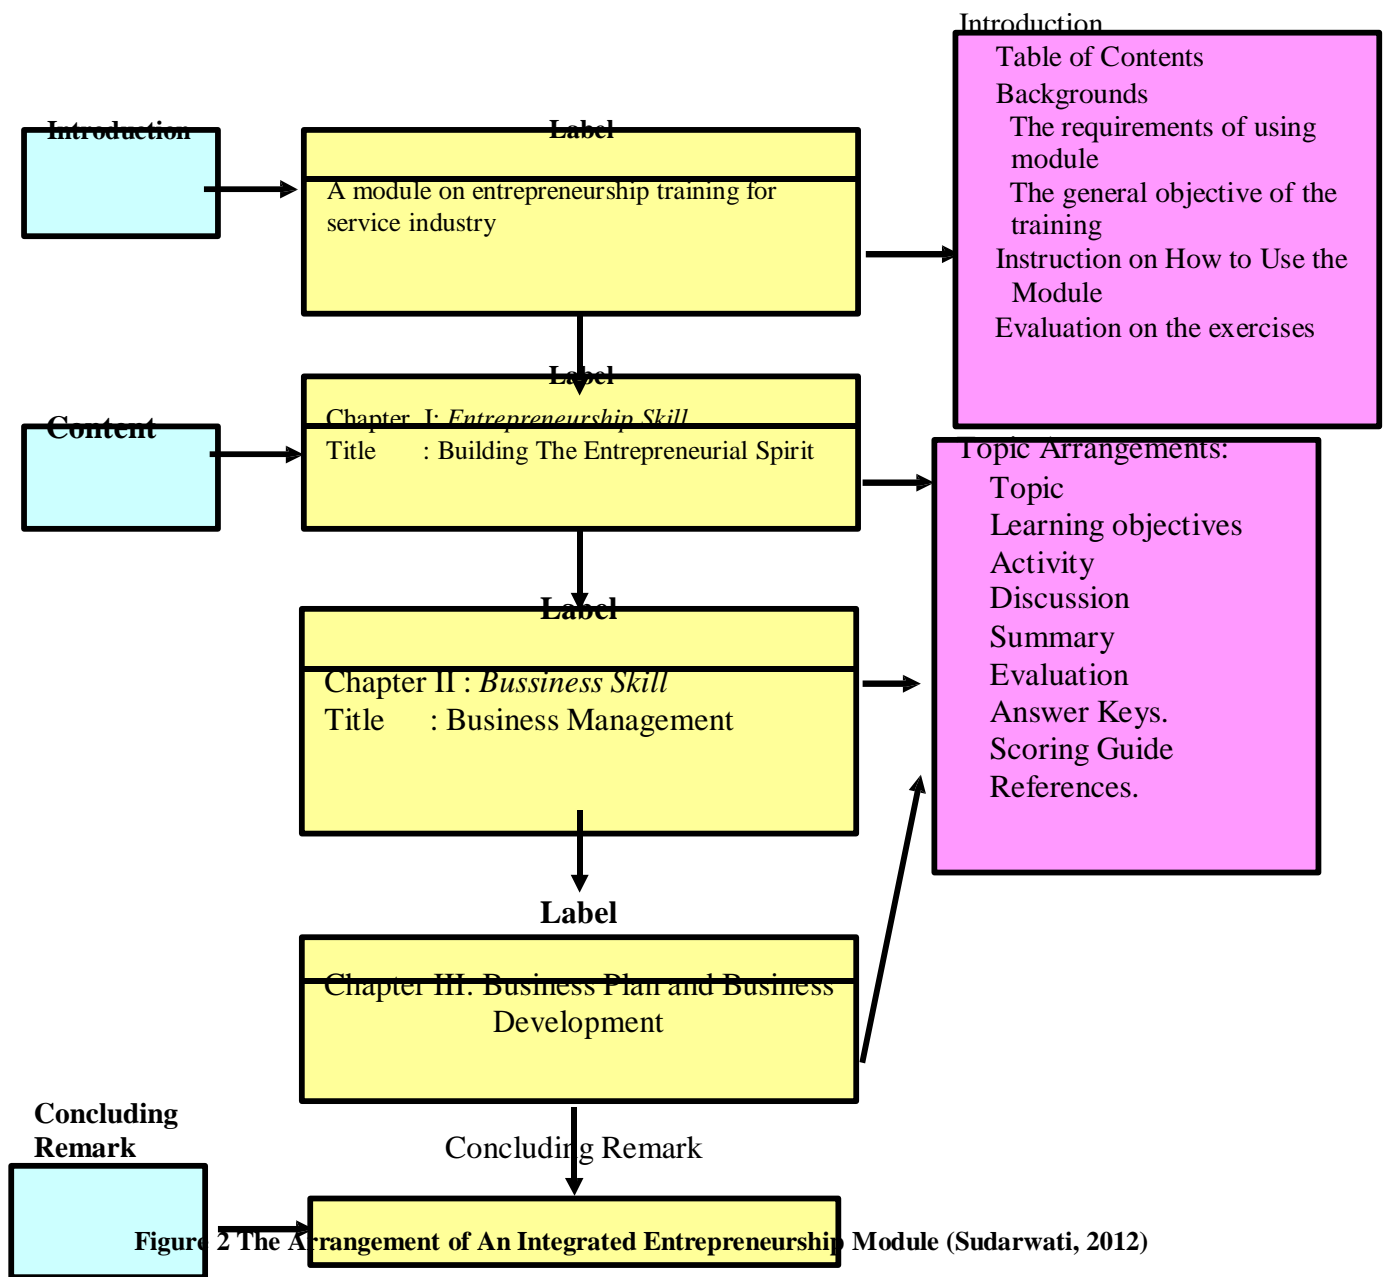 Introduction
Label
A module on entrepreneurship training for
service industry
Introduction
Table of Contents
Backgrounds
The requirements of using
module
The general objective of the
training
Instruction on How to Use the
Module
Evaluation on the exercises
Content
Label
Chapter I: Entrepreneurship Skill
Title : Building The Entrepreneurial Spirit
Topic Arrangements:
Topic
Learning objectives
Activity
Discussion
Summary
Evaluation
Answer Keys.
Scoring Guide
References.
Label
Chapter II : Bussiness Skill
Title : Business Management
Label
Chapter III. Business Plan and Business
Development
Concluding
Remark
Concluding Remark
Figure 2 The Arrangement of An Integrated Entrepreneurship Module (Sudarwati, 2012)